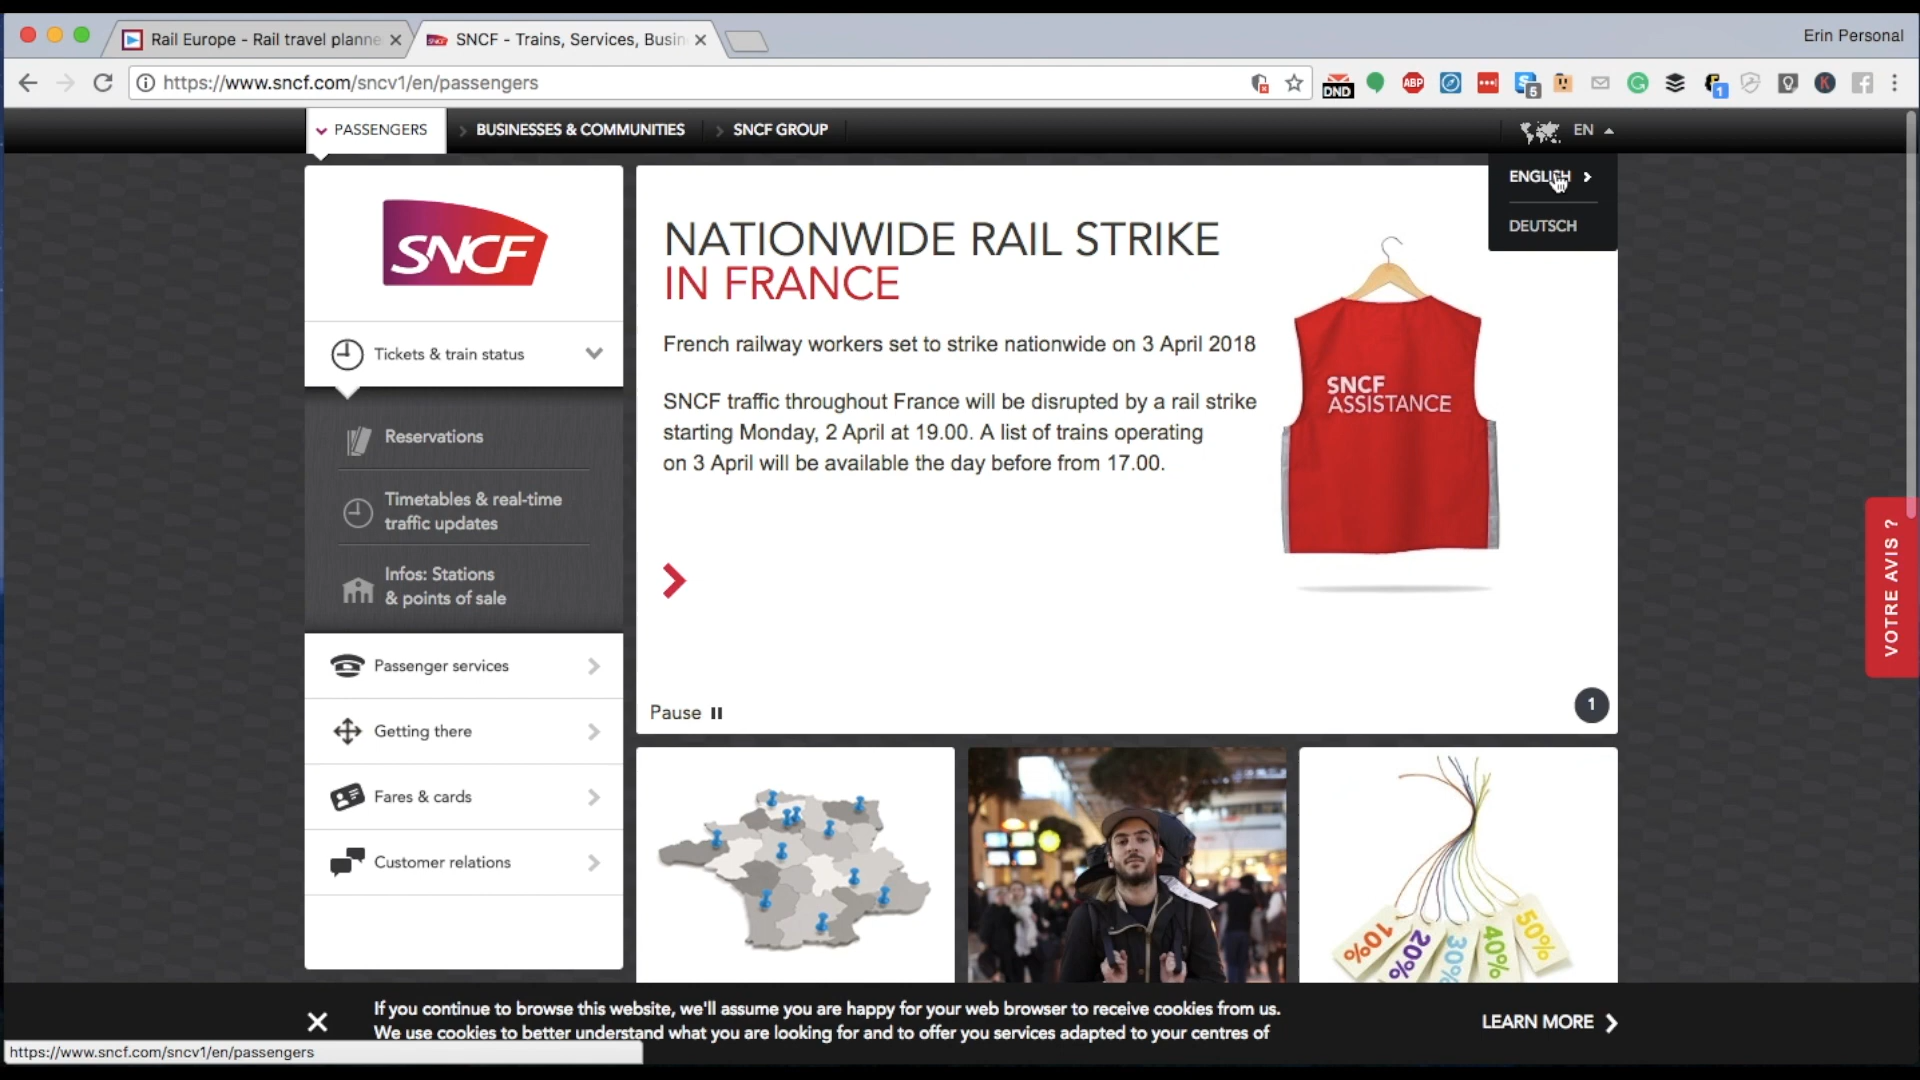 Rail Europe - Rail travel planne
SNCF - Trains, Services, Busin
Erin Personal
https://www.sncf.com/sncv1/en/passengers
DND
ABP
5
1
K
PASSENGERS
BUSINESSES & COMMUNITIES
SNCF GROUP
EN
ENGLISH
DEUTSCH
SNCF
NATIONWIDE RAIL STRIKE
IN FRANCE
French railway workers set to strike nationwide on 3 April 2018
SNCF traffic throughout France will be disrupted by a rail strike
starting Monday, 2 April at 19.00. A list of trains operating
on 3 April will be available the day before from 17.00.
SNCF
ASSISTANCE
Pause
1
Tickets & train status
Reservations
Timetables & real-time
traffic updates
Infos: Stations
& points of sale
Passenger services
Getting there
Fares & cards
Customer relations
VOTRE AVIS ?
10%
20%
30%
40%
50%
If you continue to browse this website, we'll assume you are happy for your web browser to receive cookies from us.
We use cookies to better understand what you are looking for and to offer you services adapted to your centres of
LEARN MORE
https://www.sncf.com/sncv1/en/passengers